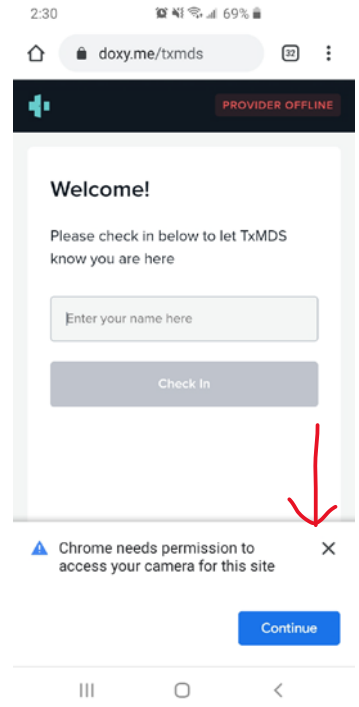 2:30 69%
doxy.me/txmds 32
PROVIDER OFFLINE
Welcome!
Please check in below to let TxMDS
know you are here
Enter your name here
Check In
Chrome needs permission to
access your camera for this site
Continue